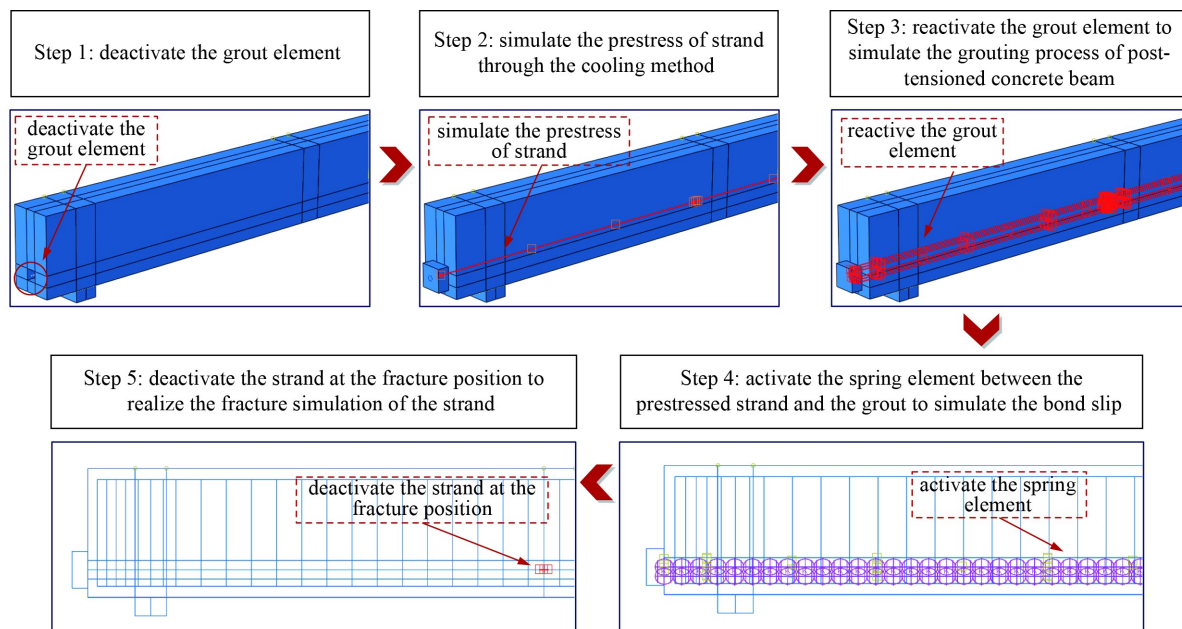 Step 1: deactivate the grout element
Step 2: simulate the prestress of strand
through the cooling method
Step 3: reactivate the grout element to
simulate the grouting process of post-
tensioned concrete beam
deactivate the
grout element
simulate the prestress
of strand
reactive the grout
element
Step 4: activate the spring element between the
prestressed strand and the grout to simulate the bond slip
activate the spring
element
Step 5: deactivate the strand at the fracture position to
realize the fracture simulation of the strand
deactivate the strand at the
fracture position